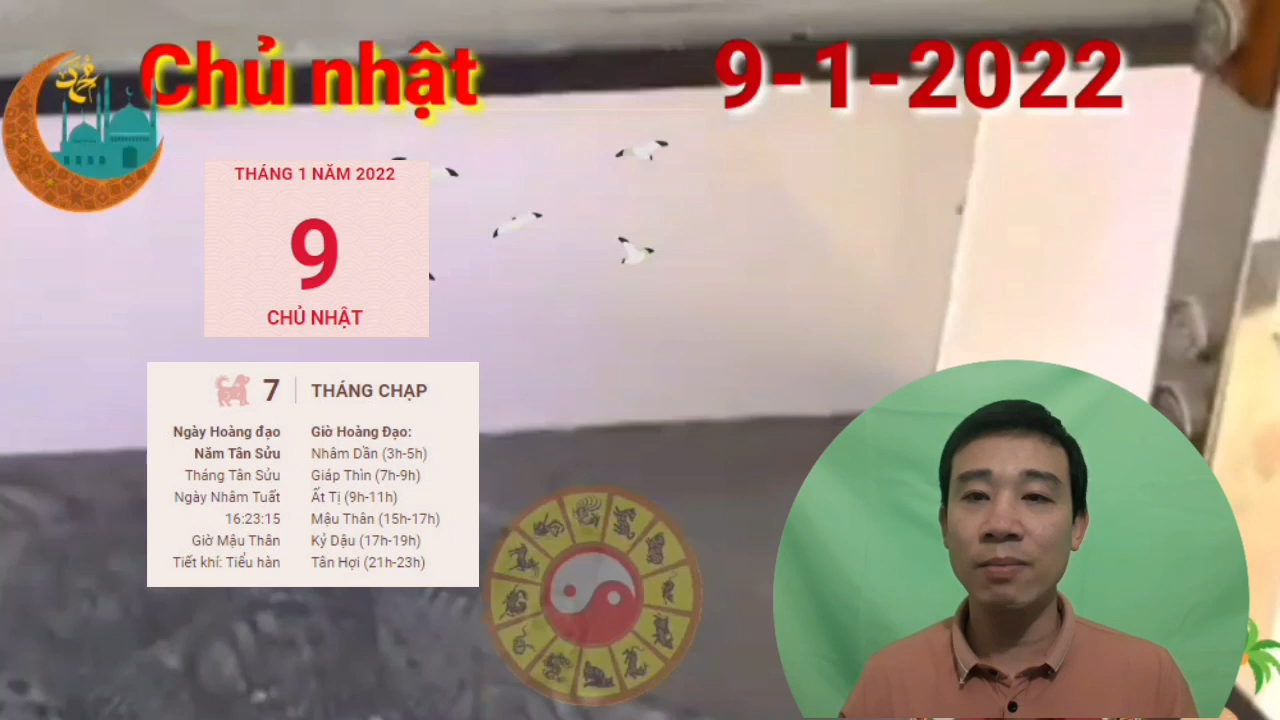 Chủ nhật
9-1-2022
THÁNG 1 NĂM 2022
9
CHỦ NHẬT
7
THÁNG CHẠP
Ngày Hoàng đạo
Năm Tân Sửu
Tháng Tân Sửu
Ngày Nhâm Tuất
16:23:15
Giờ Mậu Thân
Tiết khí: Tiểu hàn
Giờ Hoàng Đạo:
Nhâm Dần (3h-5h)
Giáp Thìn (7h-9h)
Ất Tị (9h-11h)
Mậu Thân (15h-17h)
Kỷ Dậu (17h-19h)
Tân Hợi (21h-23h)